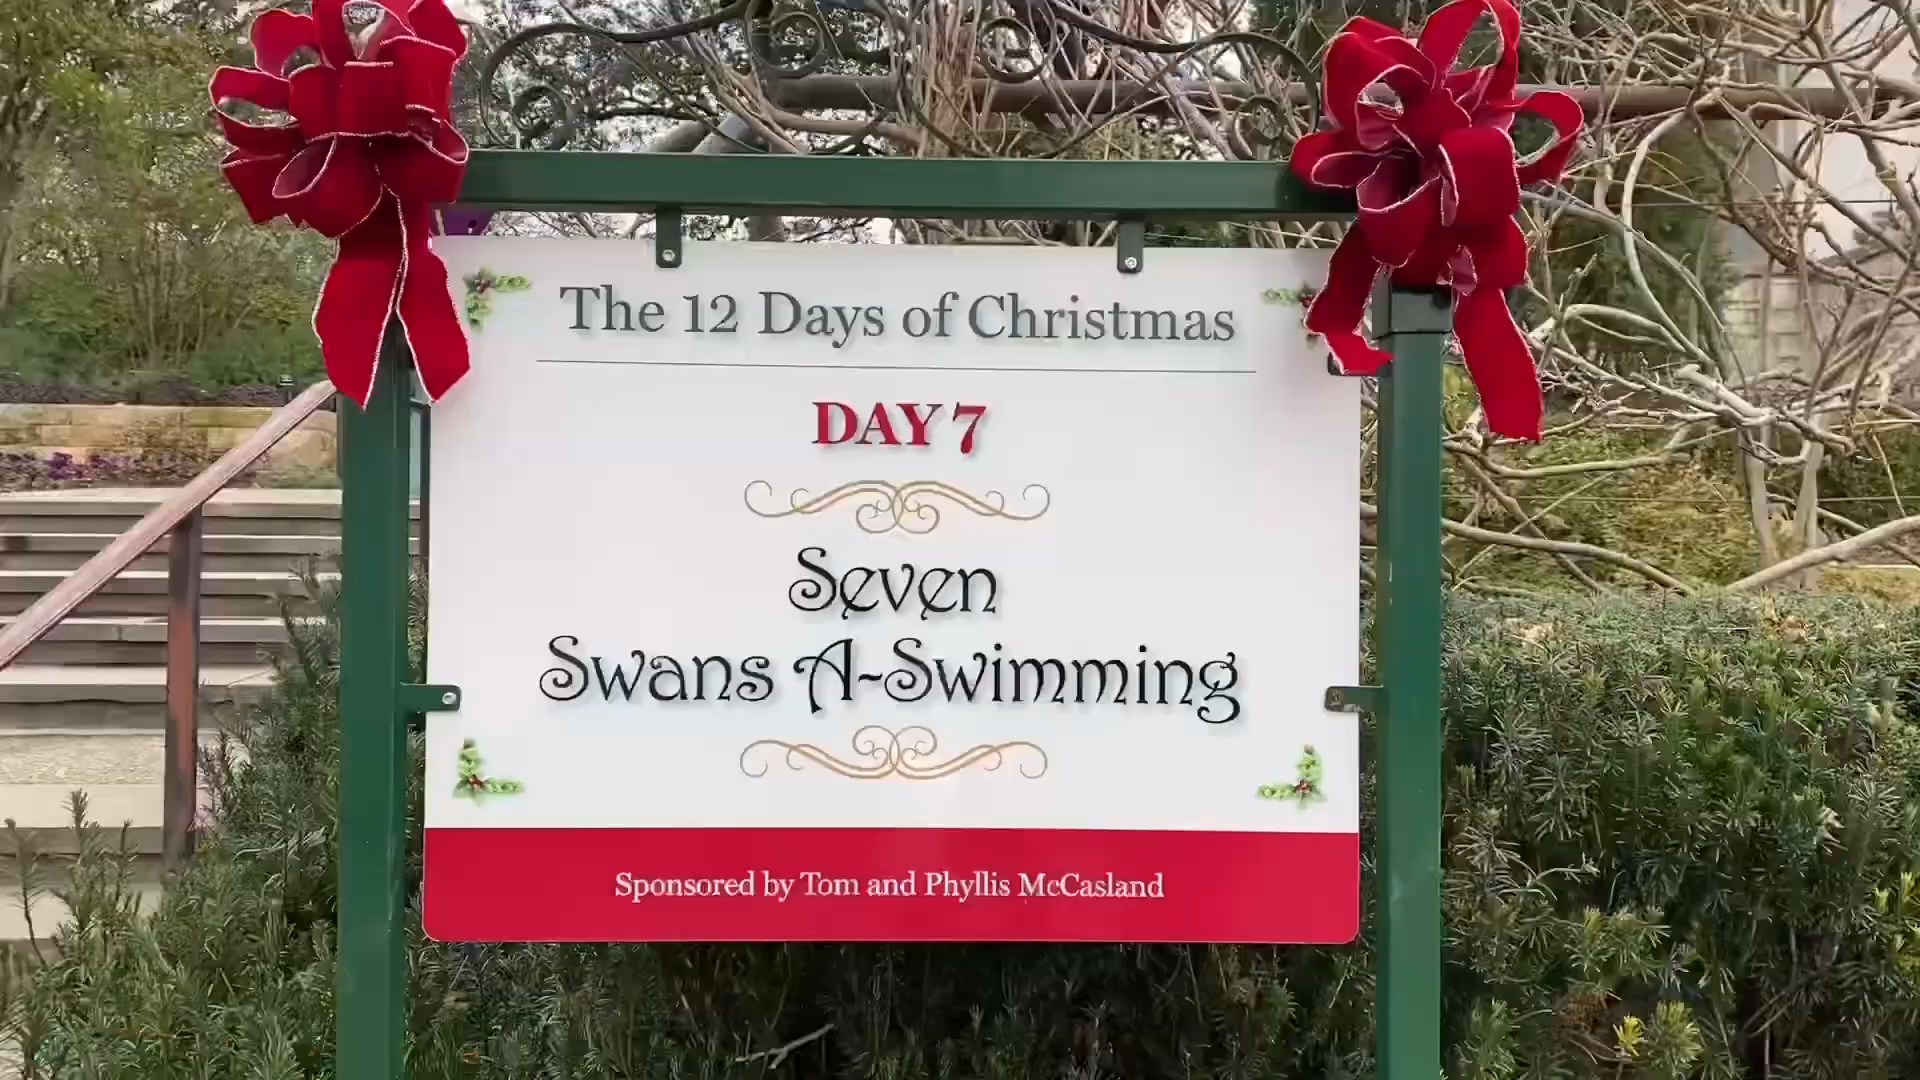 The 12 Days of Christmas
DAY 7
Seven
Swans A-Swimming
Sponsored by Tom and Phyllis McCasland